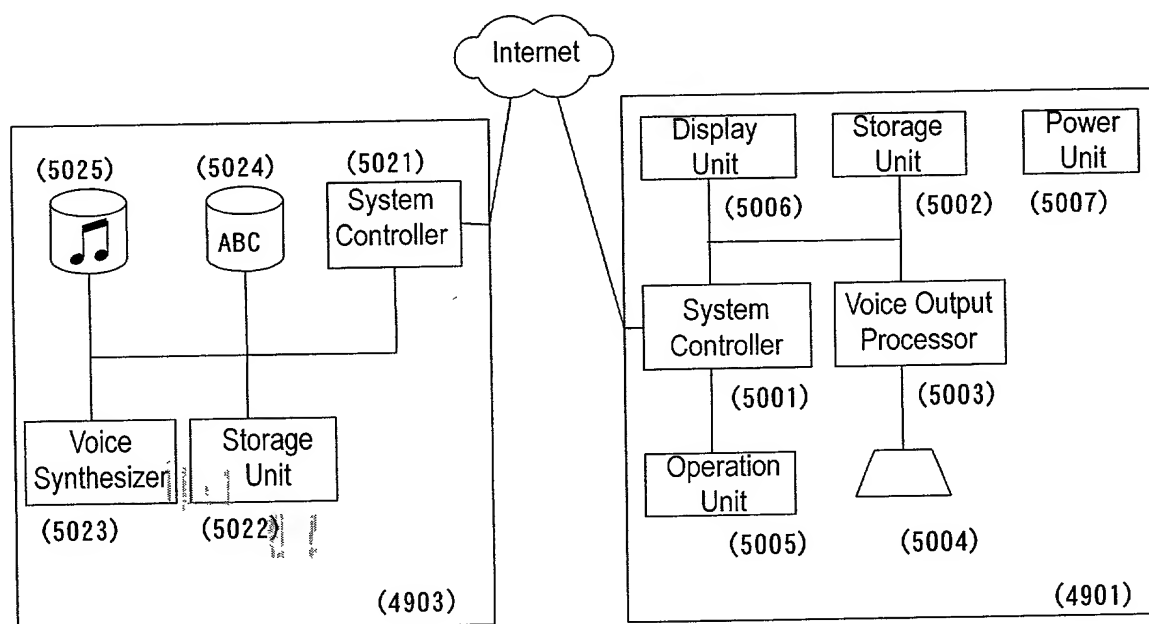 Internet
(5025)
(5024)
(5021)
System
Controller
ABC
Voice
Synthesizer
Storage
Unit
(5023)
(5022)
(4903)
Display
Unit
Storage
Unit
Power
Unit
(5006)
(5002)
(5007)
System
Controller
Voice Output
Processor
(5001)
(5003)
Operation
Unit
(5005)
(5004)
(4901)